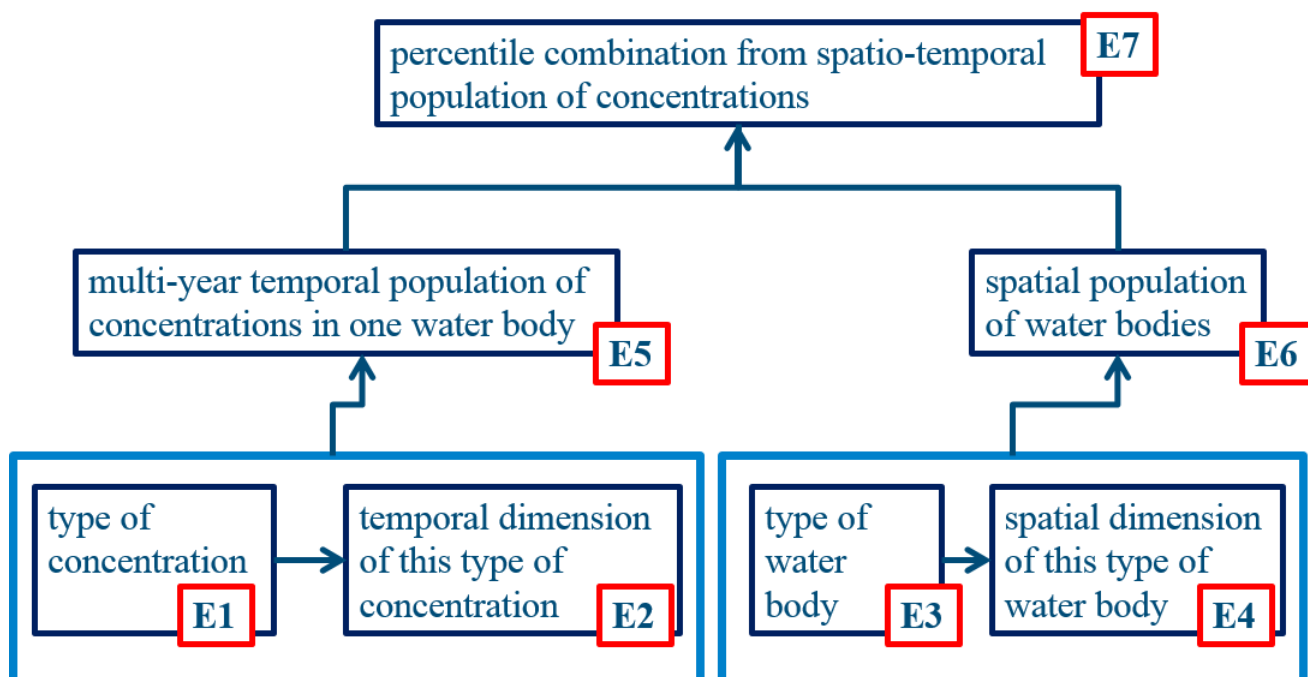 percentile combination from spatio-temporal
population of concentrations
E7
multi-year temporal population of
concentrations in one water body
E5
spatial population
of water bodies
E6
type of
concentration
E1
temporal dimension
of this type of
concentration
E2
type of
water
body
E3
spatial dimension
of this type of
water body
E4